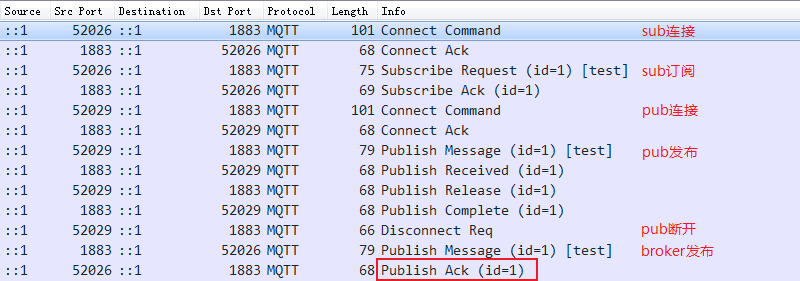 Source Src Port Destination Dst Port Protocol Length Info
::1 52026 ::1 1883 MQTT 101 Connect Command sub连接
::1 1883 ::1 52026 MQTT 68 Connect Ack
::1 52026 ::1 1883 MQTT 75 Subscribe Request (id=1) [test] sub订阅
::1 1883 ::1 52026 MQTT 69 Subscribe Ack (id=1)
::1 52029 ::1 1883 MQTT 101 Connect Command pub连接
::1 1883 ::1 52029 MQTT 68 Connect Ack
::1 52029 ::1 1883 MQTT 79 Publish Message (id=1) [test] pub发布
::1 1883 ::1 52029 MQTT 68 Publish Received (id=1)
::1 52029 ::1 1883 MQTT 68 Publish Release (id=1)
::1 1883 ::1 52029 MQTT 68 Publish Complete (id=1)
::1 52029 ::1 1883 MQTT 66 Disconnect Req pub断开
::1 1883 ::1 52026 MQTT 79 Publish Message (id=1) [test] broker发布
::1 52026 ::1 1883 MQTT 68 Publish Ack (id=1)